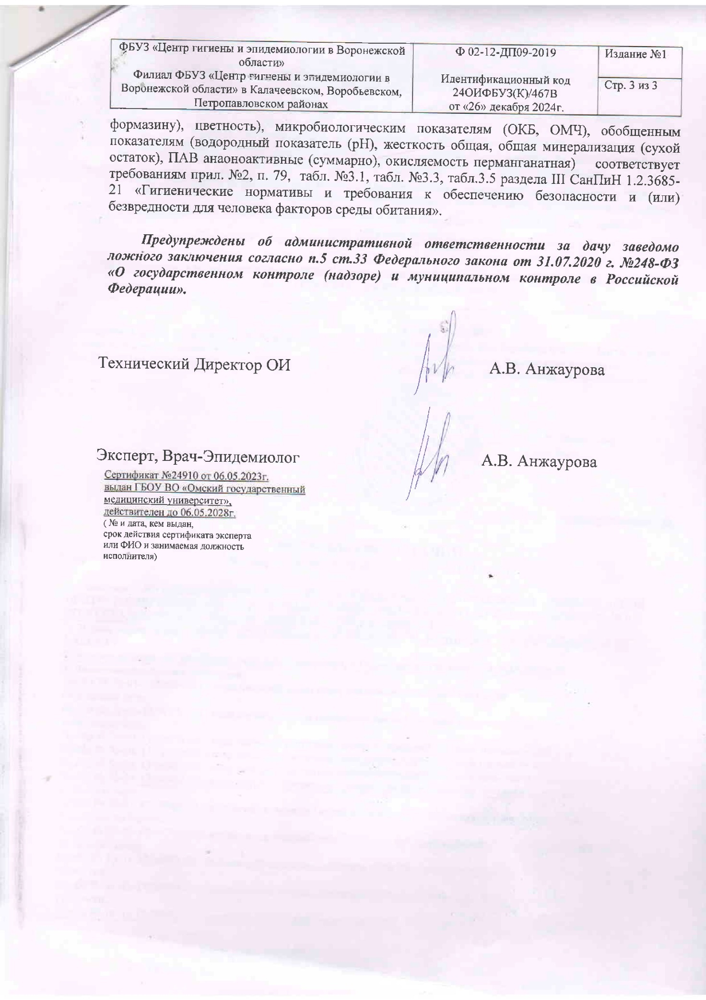 ФБУЗ «Центр гигиены и эпидемиологии в Воронежской
области»
Филиал ФБУЗ «Центр гигиены и эпидемиологии в
Воронежской области» в Калачеевском, Воробьевском,
Петропавловском районах
Ф 02-12-ДП09-2019
Идентификационный код
24ОИФБУЗ(К)/467В
от «26» декабря 2024г.
Издание №1
Стр. 3 из 3
формазину), цветность), микробиологическим показателям (ОКБ, ОМЧ), обобщенным
показателям (водородный показатель (рН), жесткость общая, общая минерализация (сухой
остаток), ПАВ анаоноактивные (суммарно), окисляемость перманганатная) соответствует
требованиям прил. №2, п. 79, табл. №3.1, табл. №3.3, табл.3.5 раздела III СанПиН 1.2.3685-
21 «Гигиенические нормативы и требования к обеспечению безопасности и (или)
безвредности для человека факторов среды обитания».
Предупреждены об административной ответственности за дачу заведомо
ложного заключения согласно п.5 ст.33 Федерального закона от 31.07.2020 г. №248-ФЗ
«О государственном контроле (надзоре) и муниципальном контроле в Российской
Федерации».
Технический Директор ОИ
А.В. Анжаурова
Эксперт, Врач-Эпидемиолог
А.В. Анжаурова
Сертификат №24910 от 06.05.2023г.
выдан ГБОУ ВО «Омский государственный
медицинский университет»,
действителен до 06.05.2028г.
( № и дата, кем выдан,
срок действия сертификата эксперта
или ФИО и занимаемая должность
исполнителя)